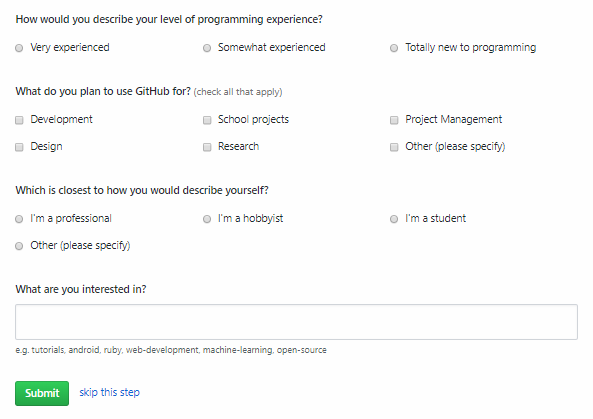 How would you describe your level of programming experience?
Very experienced Somewhat experienced Totally new to programming
What do you plan to use GitHub for? (check all that apply)
Development School projects Project Management
Design Research Other (please specify)
Which is closest to how you would describe yourself?
I'm a professional I'm a hobbyist I'm a student
Other (please specify)
What are you interested in?
e.g. tutorials, android, ruby, web-development, machine-learning, open-source
Submit skip this step